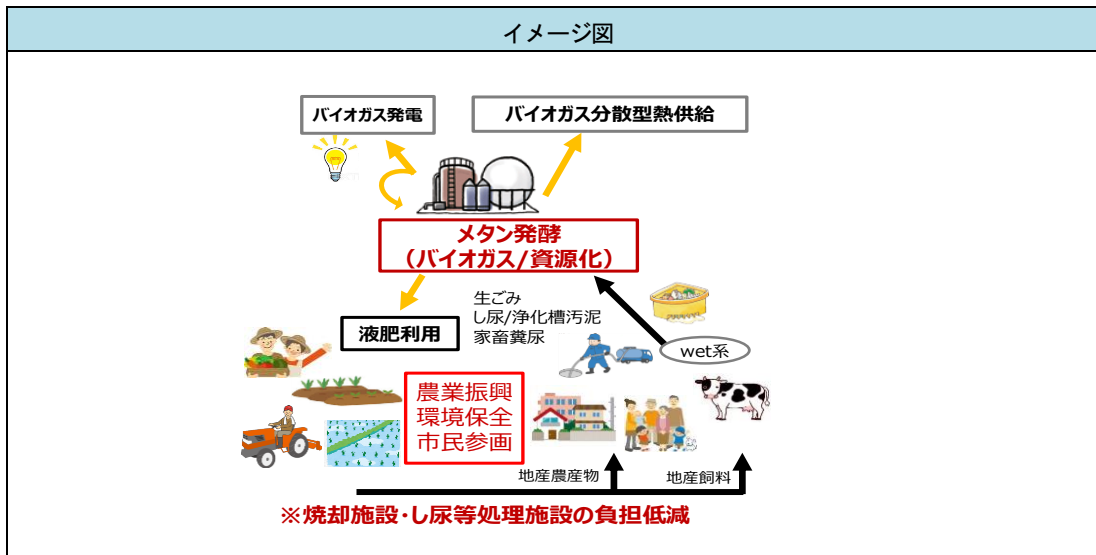 イメージ図
バイオガス発電
バイオガス分散型熱供給
メタン発酵
（バイオガス/資源化）
生ごみ
し尿/浄化槽汚泥
家畜糞尿
液肥利用
wet系
農業振興
環境保全
市民参画
地産農産物
地産飼料
※焼却施設・し尿等処理施設の負担低減